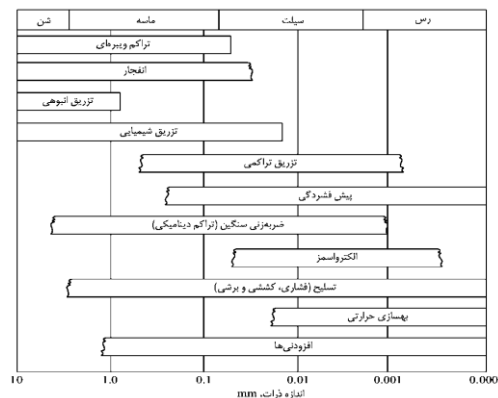 شن	ماسه	سیلت	رس
تراکم ویبره‌ای
انفجار
تزریق انبوهی
تزریق شیمیایی
تزریق تراکمی
پیش فشردگی
ضربه‌زنی سنگین (تراکم دینامیکی)
الکترواسمز
تسلیح (فشاری، کششی و برشی)
بهسازی حرارتی
افزودنی‌ها
10	1.0	0.1	0.01	0.001	0.000
اندازه ذرات، mm